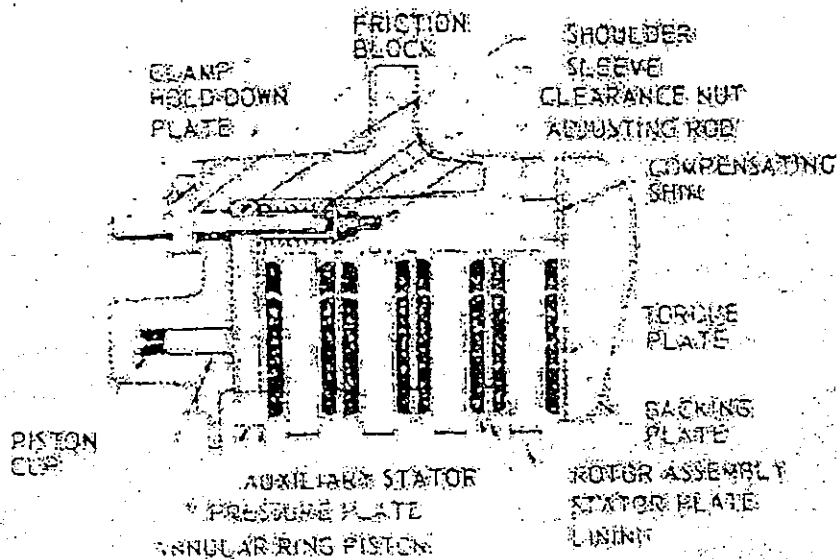 FRICTION
BLOCK
SHOULDER
SLEEVE
CLEARANCE NUT
ADJUSTING ROD
CLAMP
HOLD-DOWN
PLATE
COMPENSATING
SHIM
TORQUE
PLATE
BACKING
PLATE
PISTON
CUP
AUXILIARY STATOR
PRESSURE PLATE
ANNULAR RING PISTON
ROTOR ASSEMBLY
STATOR PLATE
LINING